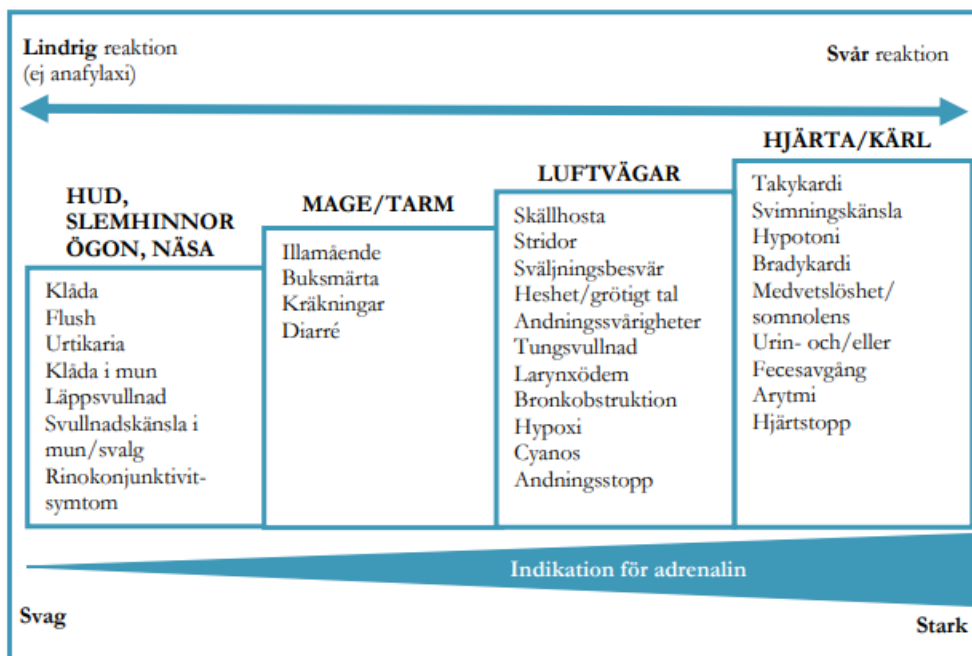 Lindrig reaktion
(ej anafylaxi)
Svår reaktion
HUD,
SLEMHINNOR
ÖGON, NÄSA
Klåda
Flush
Urtikaria
Klåda i mun
Läppsvullnad
Svullnadskänsla i
mun/svalg
Rinokonjunktivit-
symtom
MAGE/TARM
Illamående
Buksmärta
Kräkningar
Diarré
LUFTVÄGAR
Skällhosta
Stridor
Sväljningsbesvär
Heshet/grötigt tal
Andningssvårigheter
Tungsvullnad
Larynxödem
Bronkobstruktion
Hypoxi
Cyanos
Andningsstopp
HJÄRTA/KÄRL
Takykardi
Svimningskänsla
Hypotoni
Bradykardi
Medvetslöshet/
somnolens
Urin- och/eller
Fecesavgång
Arytmi
Hjärtstopp
Indikation för adrenalin
Svag
Stark